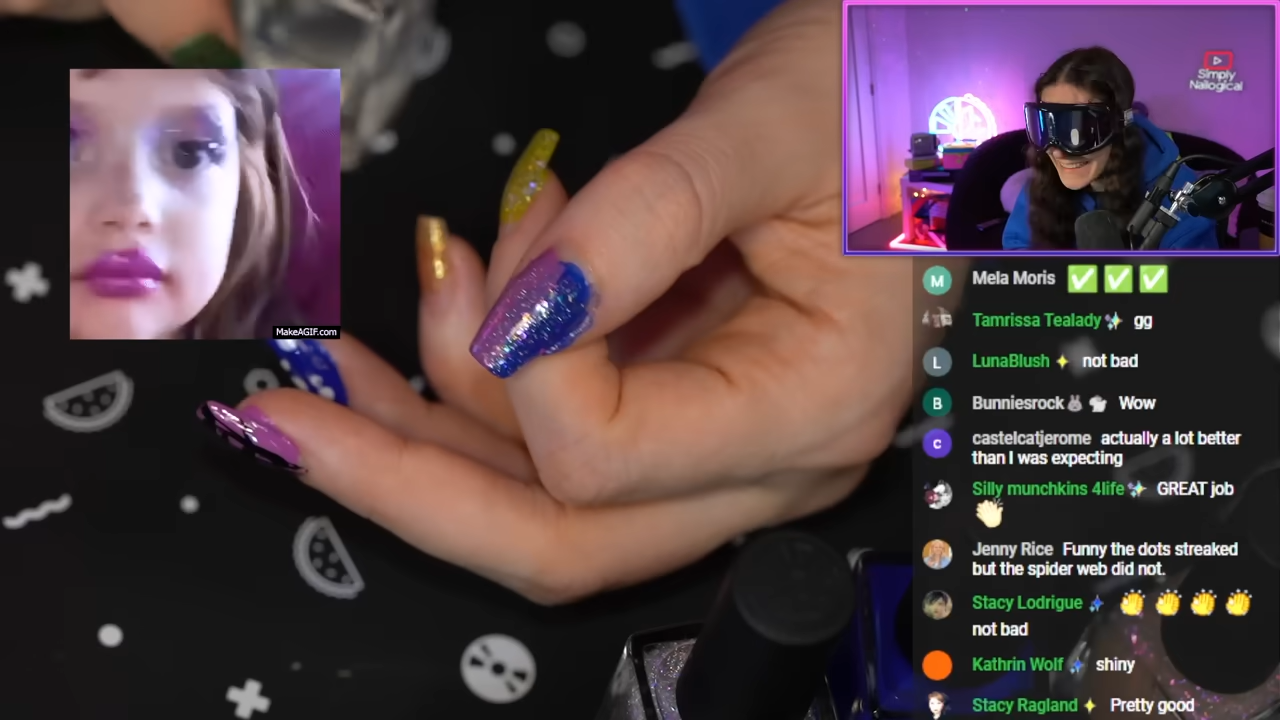 MakeAGIF.com
Simply
Nailogical
M Mela Moris ✅ ✅ ✅
Tamrissa Tealady✨ gg
L LunaBlush ✨ not bad
B Bunniesrock🐰 🐩 Wow
c castelcatjerome actually a lot better
than I was expecting
Silly munchkins 4life✨ GREAT job
👏🏻
Jenny Rice Funny the dots streaked
but the spider web did not.
Stacy Lodrigue ✨ 👏 👏 👏 👏
not bad
Kathrin Wolf ✨ shiny
Stacy Ragland ✨ Pretty good